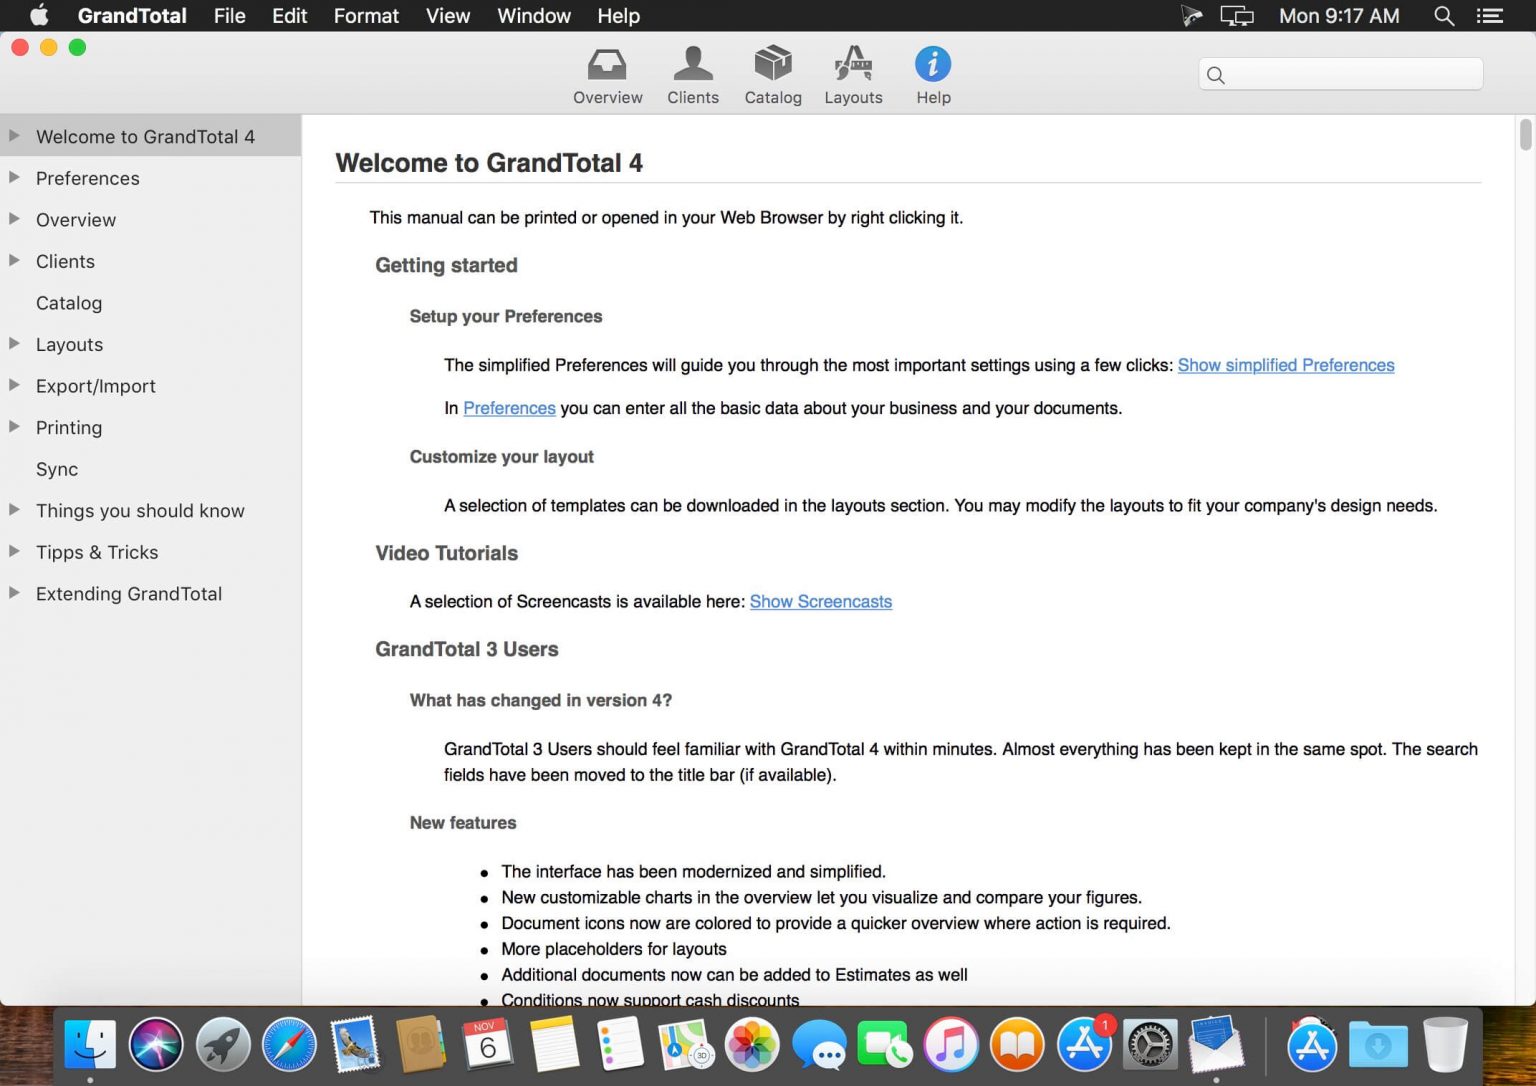 GrandTotal File Edit Format View Window Help Mon 9:17 AM
Overview Clients Catalog Layouts Help
Welcome to GrandTotal 4
Preferences
Overview
Clients
Catalog
Layouts
Export/Import
Printing
Sync
Things you should know
Tipps & Tricks
Extending GrandTotal
Welcome to GrandTotal 4
This manual can be printed or opened in your Web Browser by right clicking it.
Getting started
Setup your Preferences
The simplified Preferences will guide you through the most important settings using a few clicks: Show simplified Preferences
In Preferences you can enter all the basic data about your business and your documents.
Customize your layout
A selection of templates can be downloaded in the layouts section. You may modify the layouts to fit your company's design needs.
Video Tutorials
A selection of Screencasts is available here: Show Screencasts
GrandTotal 3 Users
What has changed in version 4?
GrandTotal 3 Users should feel familiar with GrandTotal 4 within minutes. Almost everything has been kept in the same spot. The search
fields have been moved to the title bar (if available).
New features
• The interface has been modernized and simplified.
• New customizable charts in the overview let you visualize and compare your figures.
• Document icons now are colored to provide a quicker overview where action is required.
• More placeholders for layouts
• Additional documents now can be added to Estimates as well
• Conditions now support cash discounts
NOV
6
3D
1
INVOICE